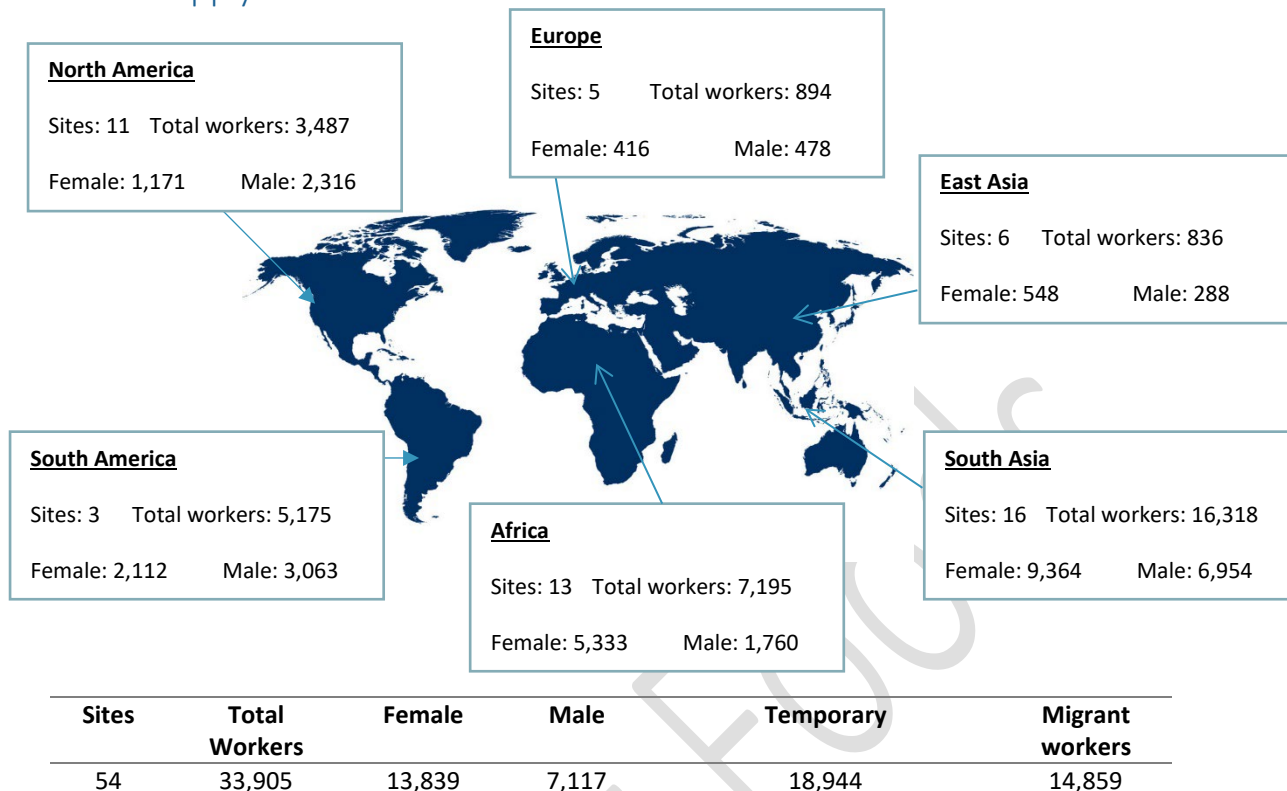 Europe
Sites: 5 Total workers: 894
Female: 416 Male: 478
North America
Sites: 11 Total workers: 3,487
Female: 1,171 Male: 2,316
East Asia
Sites: 6 Total workers: 836
Female: 548 Male: 288
South America
Sites: 3 Total workers: 5,175
Female: 2,112 Male: 3,063
Africa
Sites: 13 Total workers: 7,195
Female: 5,333 Male: 1,760
South Asia
Sites: 16 Total workers: 16,318
Female: 9,364 Male: 6,954
Sites Total Workers Female Male Temporary Migrant workers
54 33,905 13,839 7,117 18,944 14,859